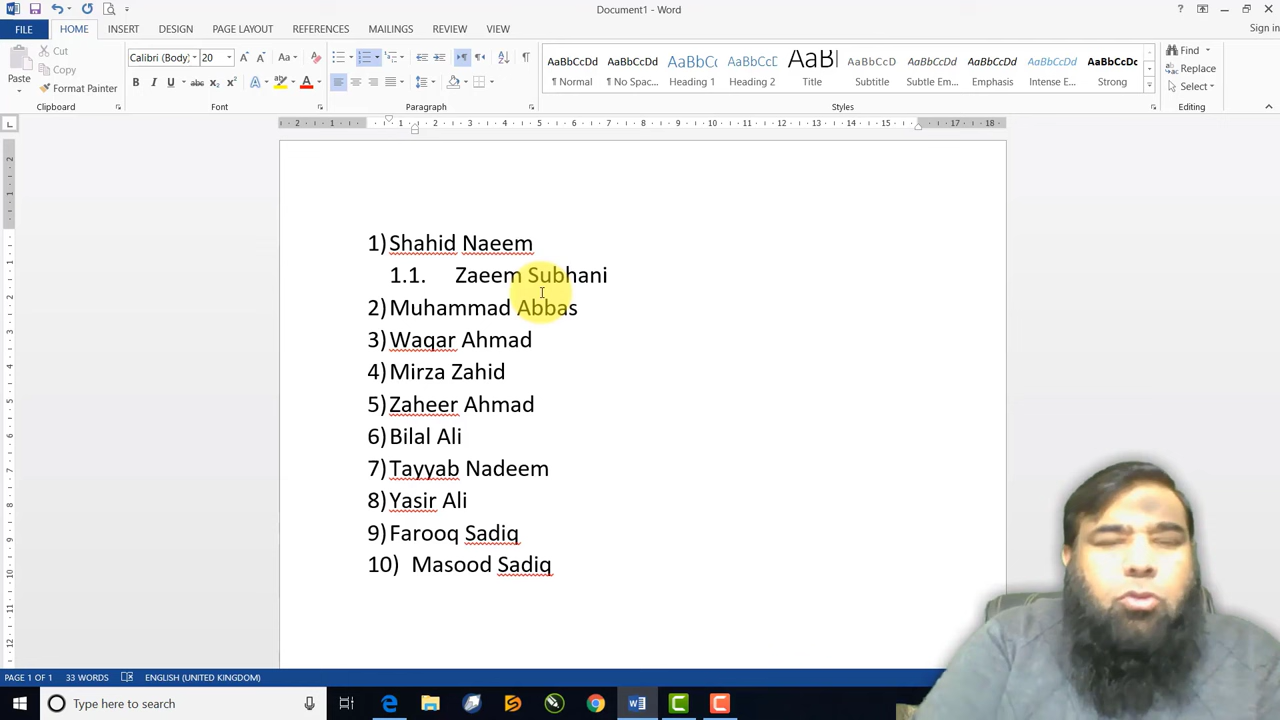 Document1 - Word
FILE HOME INSERT DESIGN PAGE LAYOUT REFERENCES MAILINGS REVIEW VIEW
Sign in
Paste
Cut
Copy
Format Painter
Clipboard
Calibri (Body)
20
Font
Paragraph
AaBbCcDd AaBbCcDd AaBbCc AaBbCcD AaBl AaBbCcD AaBbCcDd AaBbCcDd AaBbCcDd AaBbCcDc
¶ Normal ¶ No Spac... Heading 1 Heading 2 Title Subtitle Subtle Em... Emphasis Intense E... Strong
Styles
Find
Replace
Select
Editing
1) Shahid Naeem
1.1. Zaeem Subhani
2) Muhammad Abbas
3) Waqar Ahmad
4) Mirza Zahid
5) Zaheer Ahmad
6) Bilal Ali
7) Tayyab Nadeem
8) Yasir Ali
9) Farooq Sadiq
10) Masood Sadiq
PAGE 1 OF 1 33 WORDS ENGLISH (UNITED KINGDOM)
Type here to search